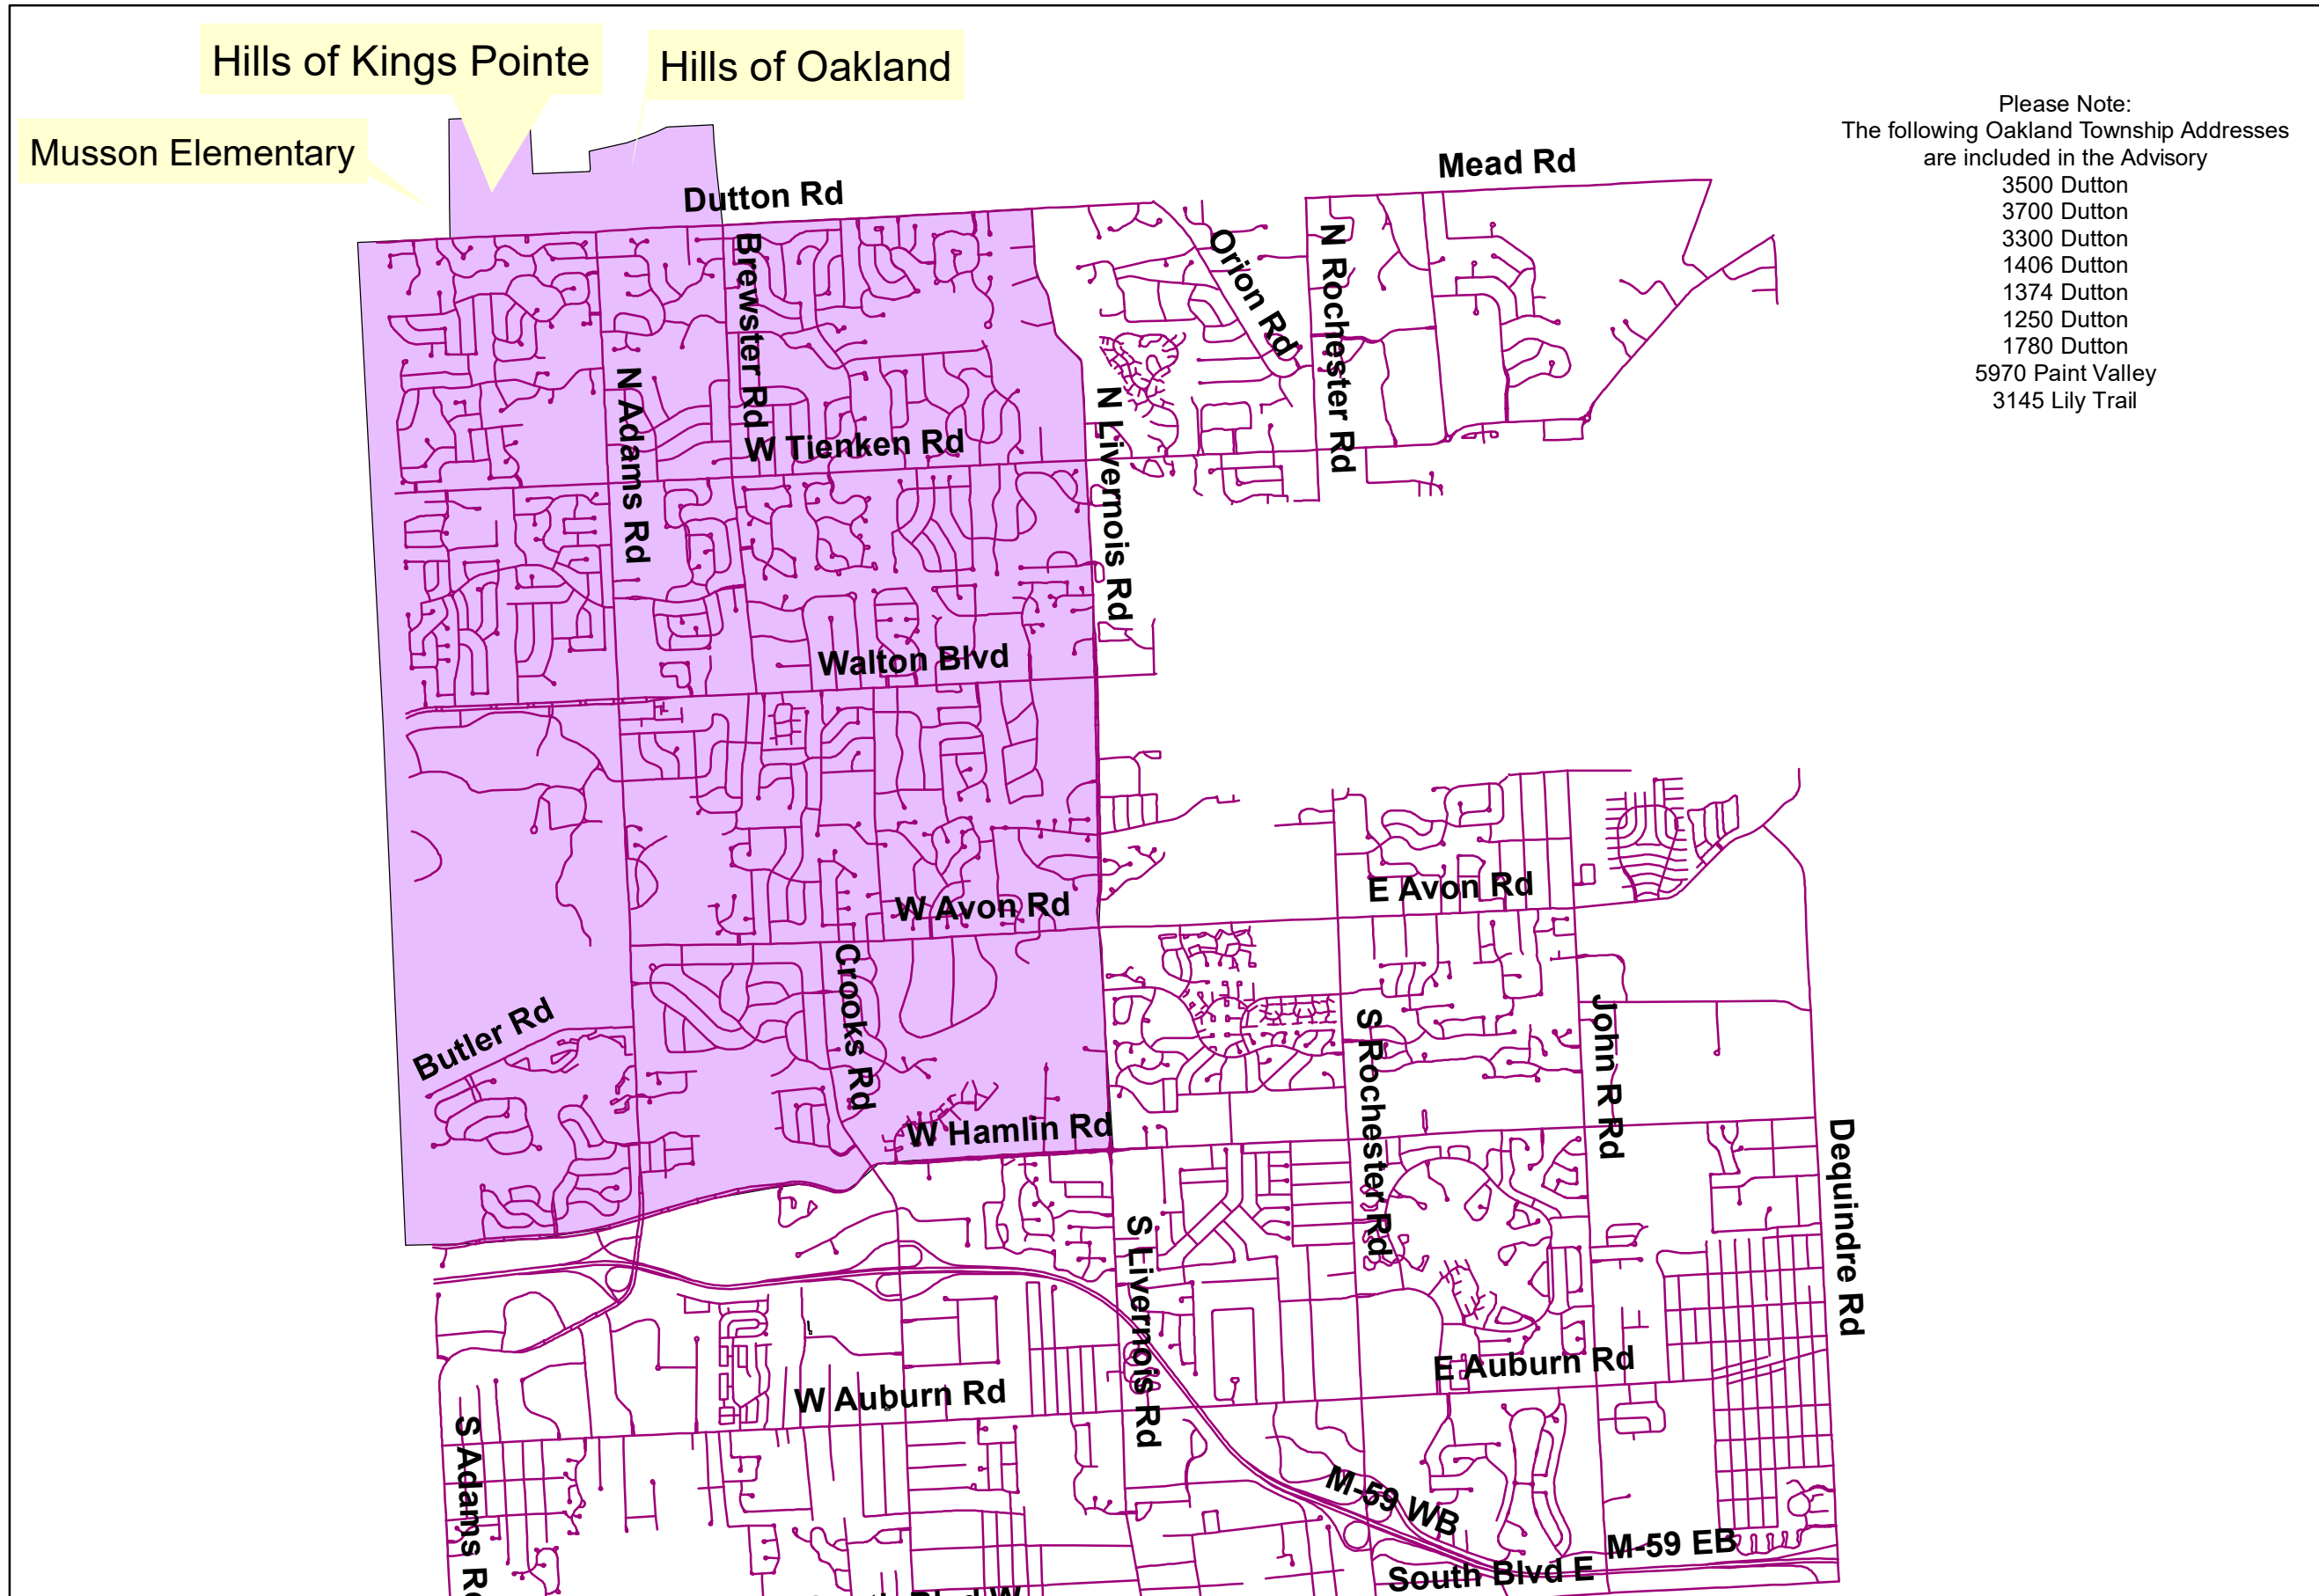 Hills of Kings Pointe
Hills of Oakland
Musson Elementary
Please Note:
The following Oakland Township Addresses
are included in the Advisory
3500 Dutton
3700 Dutton
3300 Dutton
1406 Dutton
1374 Dutton
1250 Dutton
1780 Dutton
5970 Paint Valley
3145 Lily Trail
Mead Rd
Dutton Rd
Orion Rd
N Rochester Rd
Brewster Rd
N Adams Rd
N Livernois Rd
W Tienken Rd
Walton Blvd
E Avon Rd
W Avon Rd
Crooks Rd
Butler Rd
S Rochester Rd
John R Rd
W Hamlin Rd
Dequindre Rd
S Livernois Rd
E Auburn Rd
W Auburn Rd
S Adams Rd
M-59 WB
M-59 EB
South Blvd E